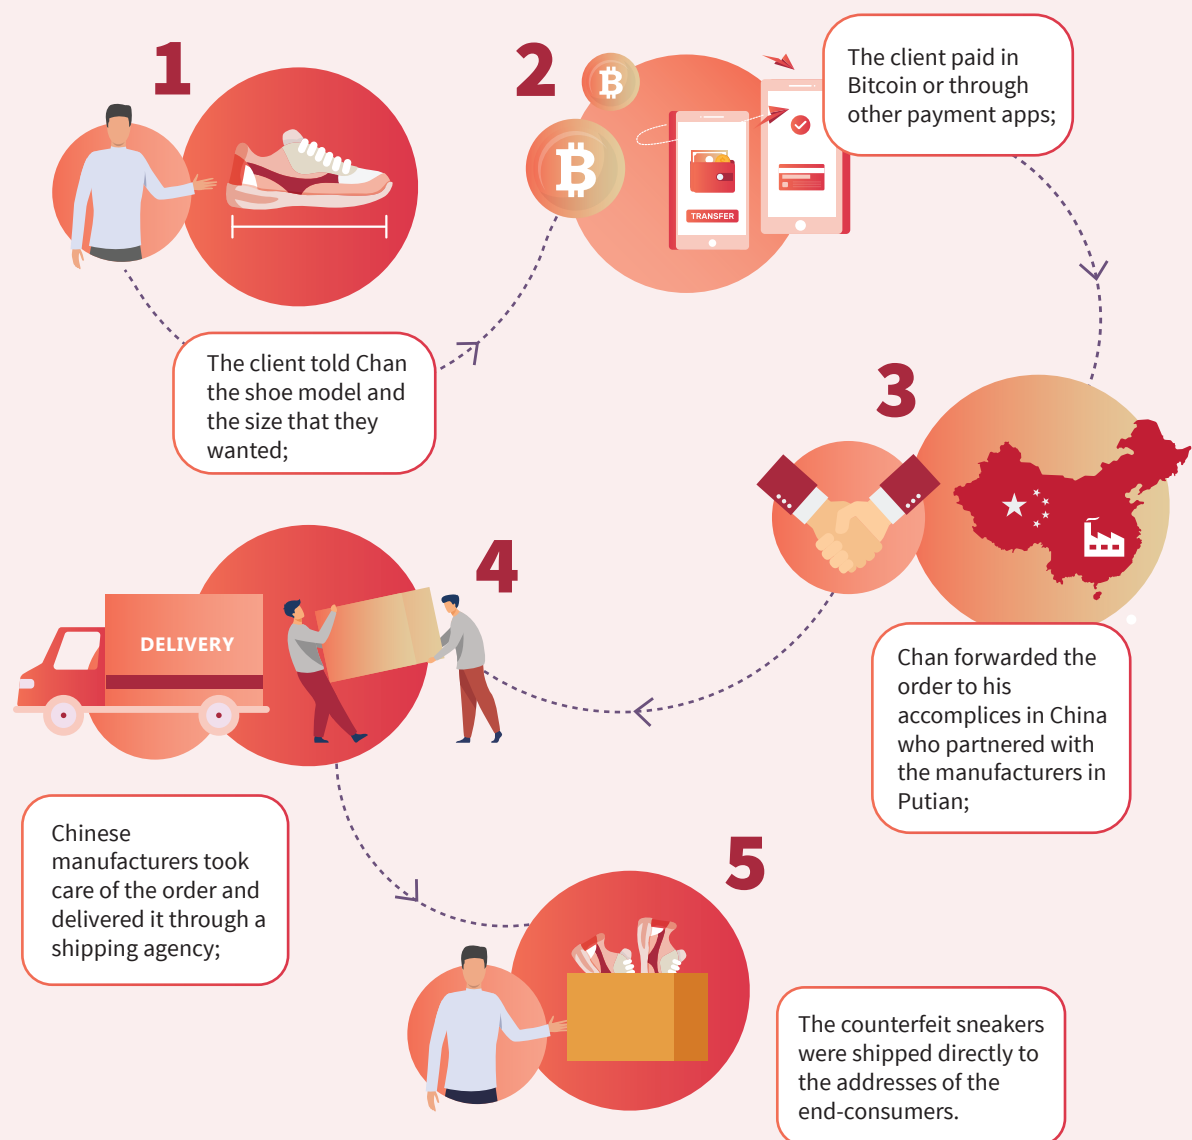 1
The client told Chan
the shoe model and
the size that they
wanted;
2
TRANSFER
The client paid in
Bitcoin or through
other payment apps;
3
Chan forwarded the
order to his
accomplices in China
who partnered with
the manufacturers in
Putian;
4
DELIVERY
Chinese
manufacturers took
care of the order and
delivered it through a
shipping agency;
5
The counterfeit sneakers
were shipped directly to
the addresses of the
end-consumers.